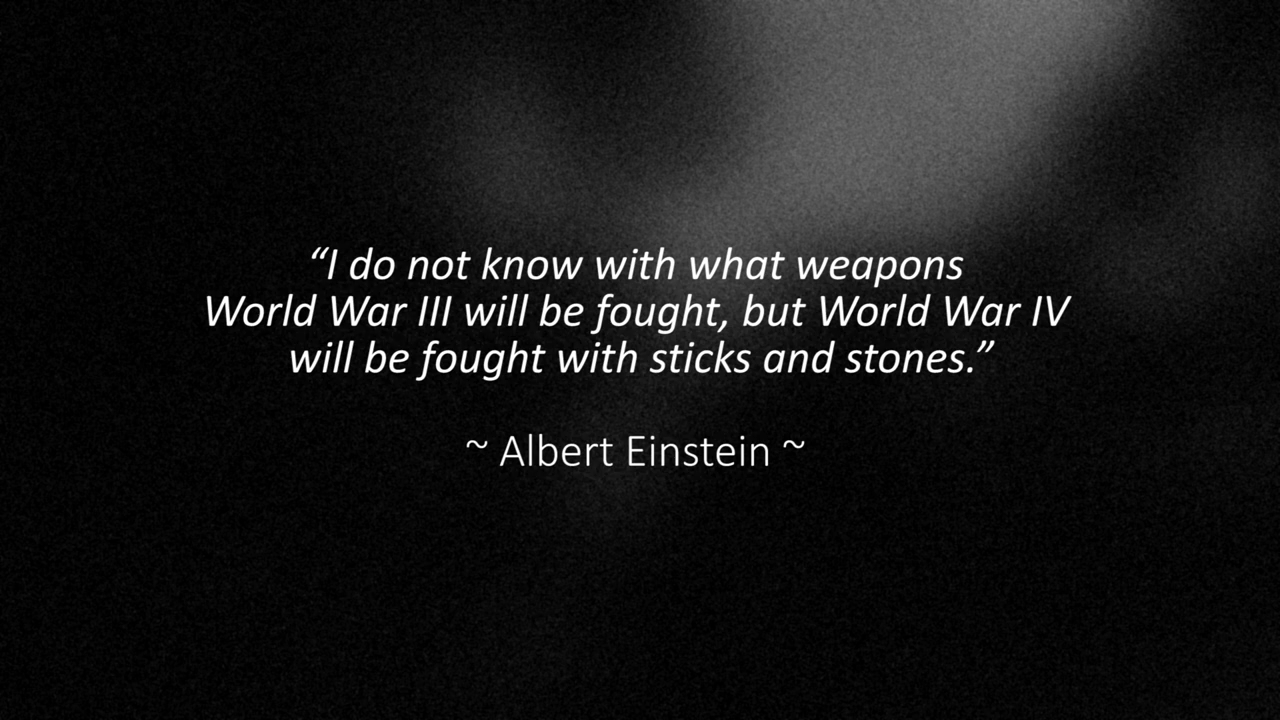 “I do not know with what weapons
World War III will be fought, but World War IV
will be fought with sticks and stones.”
~ Albert Einstein ~